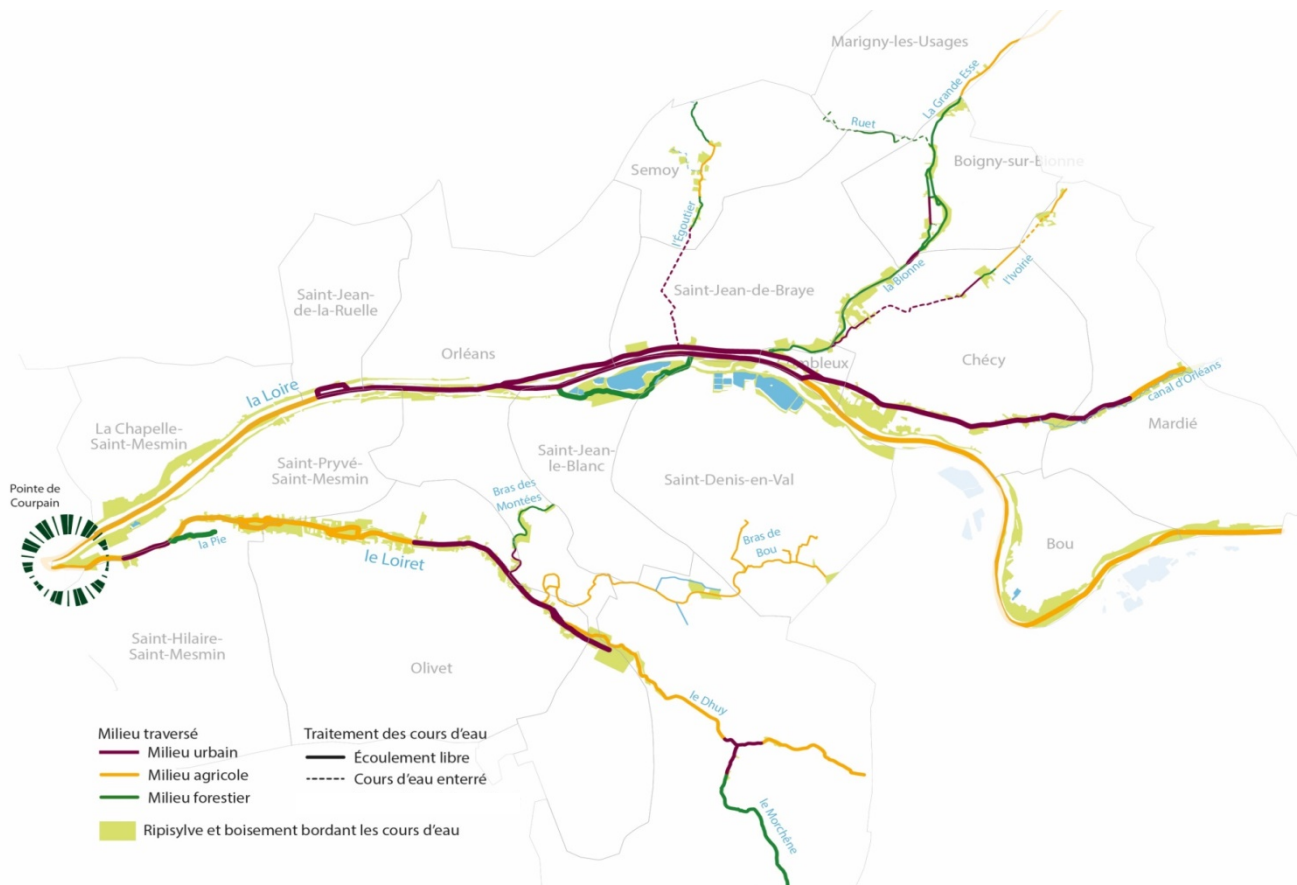 Marigny-les-Usages
La Grande Esse
Ruet
Semoy
Boigny-sur-Bionne
l'Égoutier
la Bionne
l'Ivoirie
Saint-Jean-
de-la-Ruelle
Saint-Jean-de-Braye
Orléans
Chécy
la Loire
canal d'Orléans
Mardié
La Chapelle-
Saint-Mesmin
Saint-Pryvé-
Saint-Mesmin
Saint-Jean-
le-Blanc
Saint-Denis-en-Val
Pointe de
Courpain
Bras des
Montées
la Pie
le Loiret
Bras de
Bou
Bou
Saint-Hilaire-
Saint-Mesmin
Olivet
le Dhuy
le Morchêne
Milieu traversé
Milieu urbain
Milieu agricole
Milieu forestier
Traitement des cours d'eau
Écoulement libre
Cours d'eau enterré
Ripisylve et boisement bordant les cours d'eau